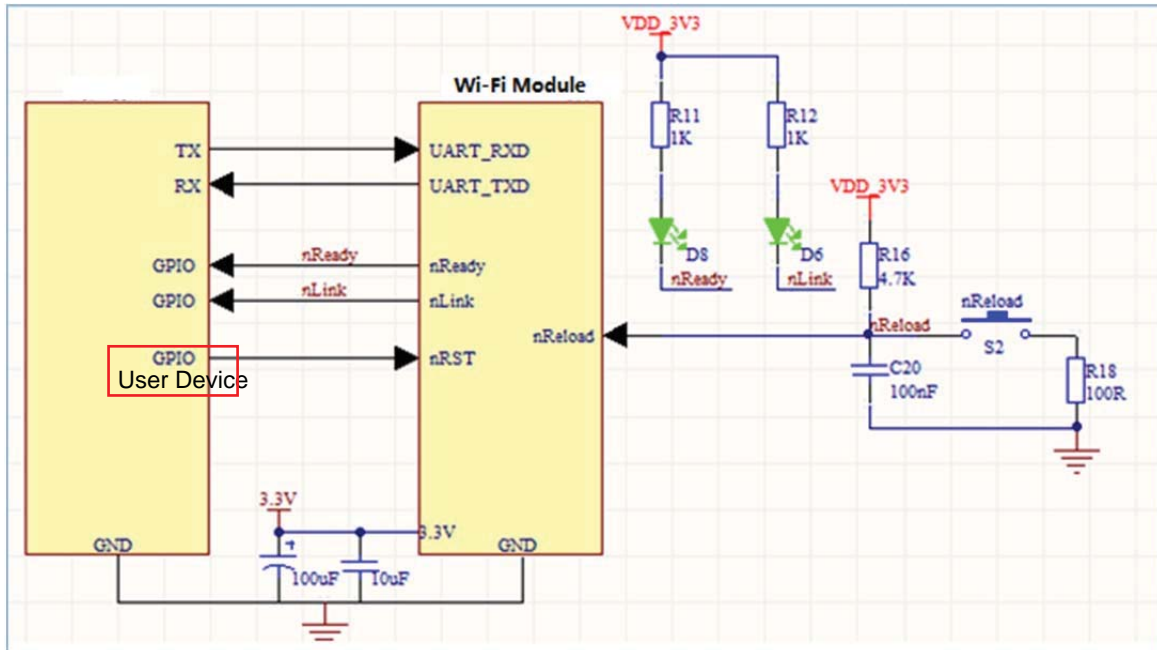 VDD_3V3
Wi-Fi Module
R11
1K
R12
1K
TX
UART_RXD
RX
UART_TXD
VDD_3V3
D8
D6
GPIO
nReady
nReady
nReady
nLink
R16
4.7K
GPIO
nLink
nLink
nReload
nReload
nReload
S2
GPIO
nRST
User Device
C20
100nF
R18
100R
3.3V
3.3V
GND
GND
+
100uF
10uF